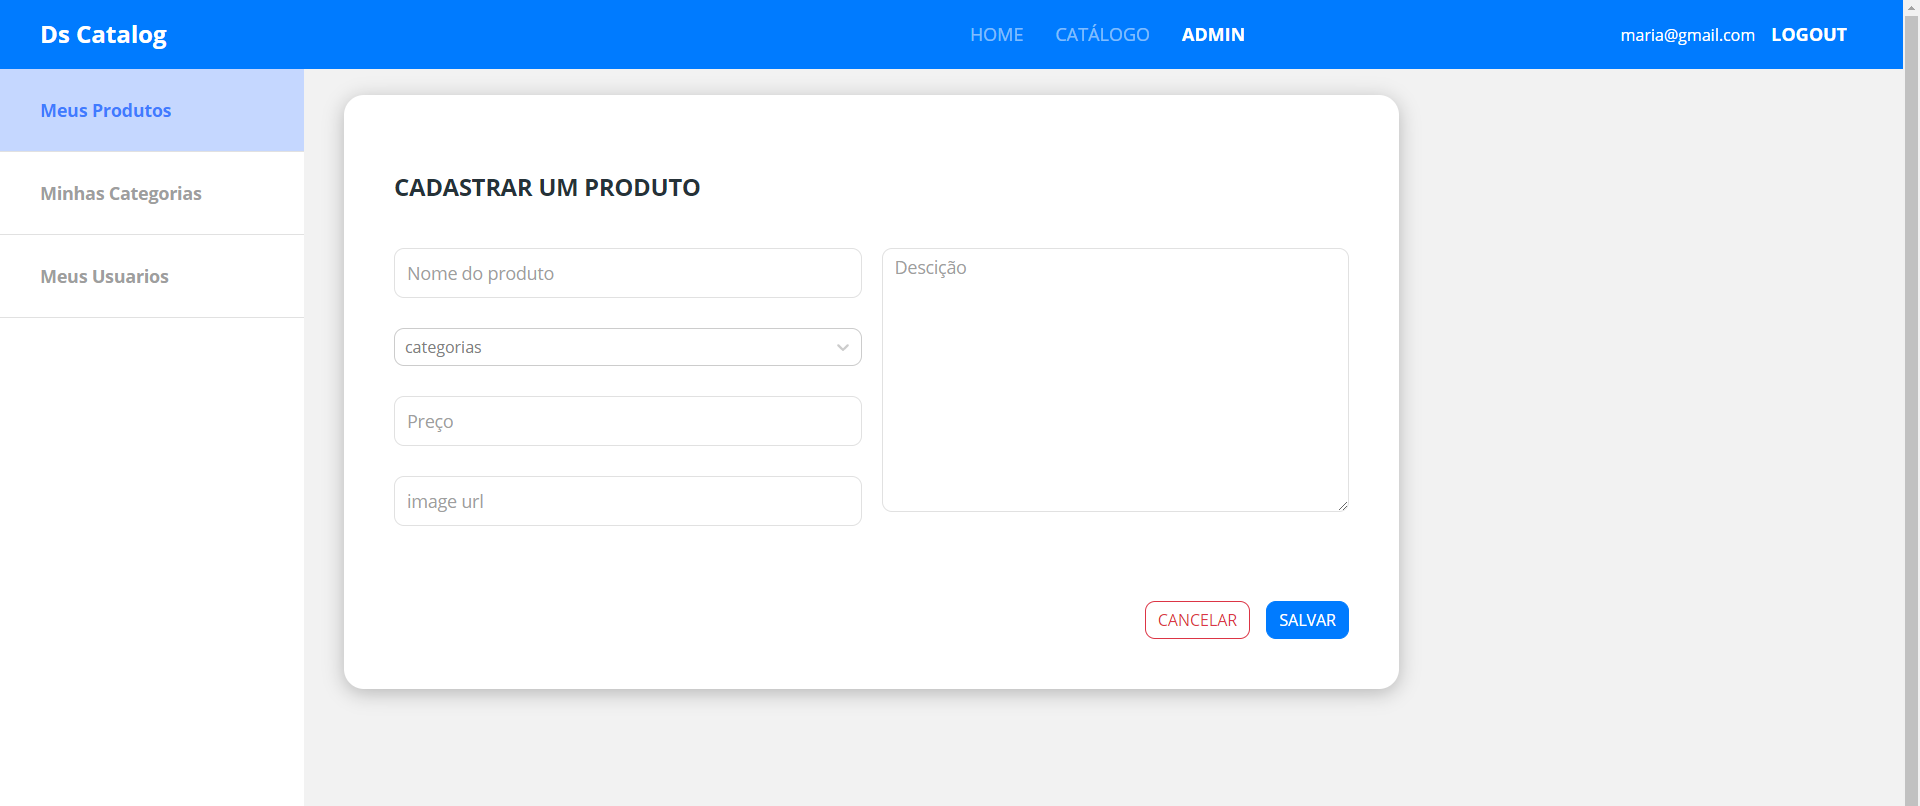 Ds Catalog
HOME CATÁLOGO ADMIN
maria@gmail.com LOGOUT
Meus Produtos
Minhas Categorias
Meus Usuarios
CADASTRAR UM PRODUTO
Nome do produto
categorias
Preço
image url
Descição
CANCELAR SALVAR